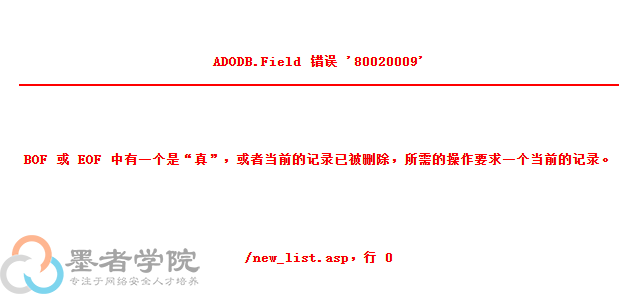 ADODB.Field 错误 '80020009'
BOF 或 EOF 中有一个是“真”，或者当前的记录已被删除，所需的操作要求一个当前的记录。
/new_list.asp，行 0
墨者学院
专注于网络安全人才培养